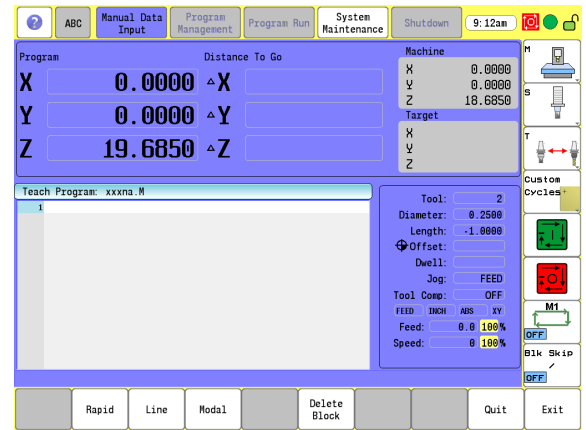 ?
ABC
Manual Data
Input
Program
Management
Program Run
System
Maintenance
Shutdown
9:12am
Program
Distance To Go
Machine
X 0.0000 ΔX
Y 0.0000 ΔY
Z 19.6850 ΔZ
X 0.0000
Y 0.0000
Z 18.6850
Target
X
Y
Z
Teach Program: xxxna.M
1
Tool: 2
Diameter: 0.2500
Length: -1.0000
Offset:
Dwell:
Jog: FEED
Tool Comp: OFF
FEED INCH ABS XY
Feed: 0.0 100%
Speed: 0 100%
M
S
T
Custom
Cycles+
M1
OFF
Blk Skip
/
OFF
Rapid
Line
Modal
Delete
Block
Quit
Exit